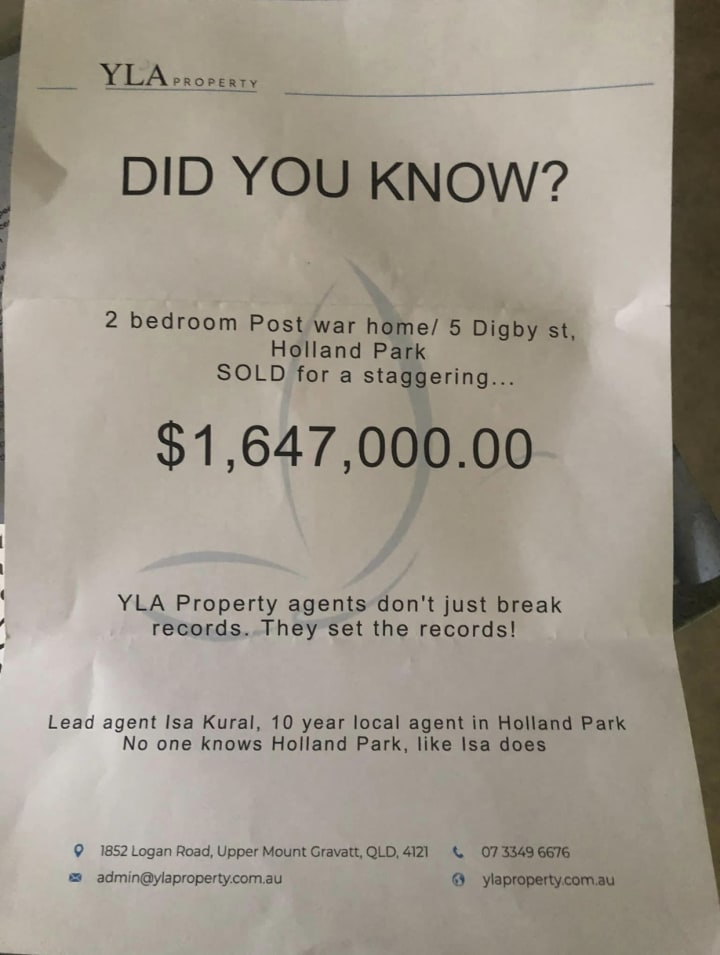 YLA PROPERTY
DID YOU KNOW?
2 bedroom Post war home/ 5 Digby st,
Holland Park
SOLD for a staggering...
$1,647,000.00
YLA Property agents don't just break
records. They set the records!
Lead agent Isa Kural, 10 year local agent in Holland Park
No one knows Holland Park, like Isa does
1852 Logan Road, Upper Mount Gravatt, QLD, 4121
07 3349 6676
admin@ylaproperty.com.au
ylaproperty.com.au